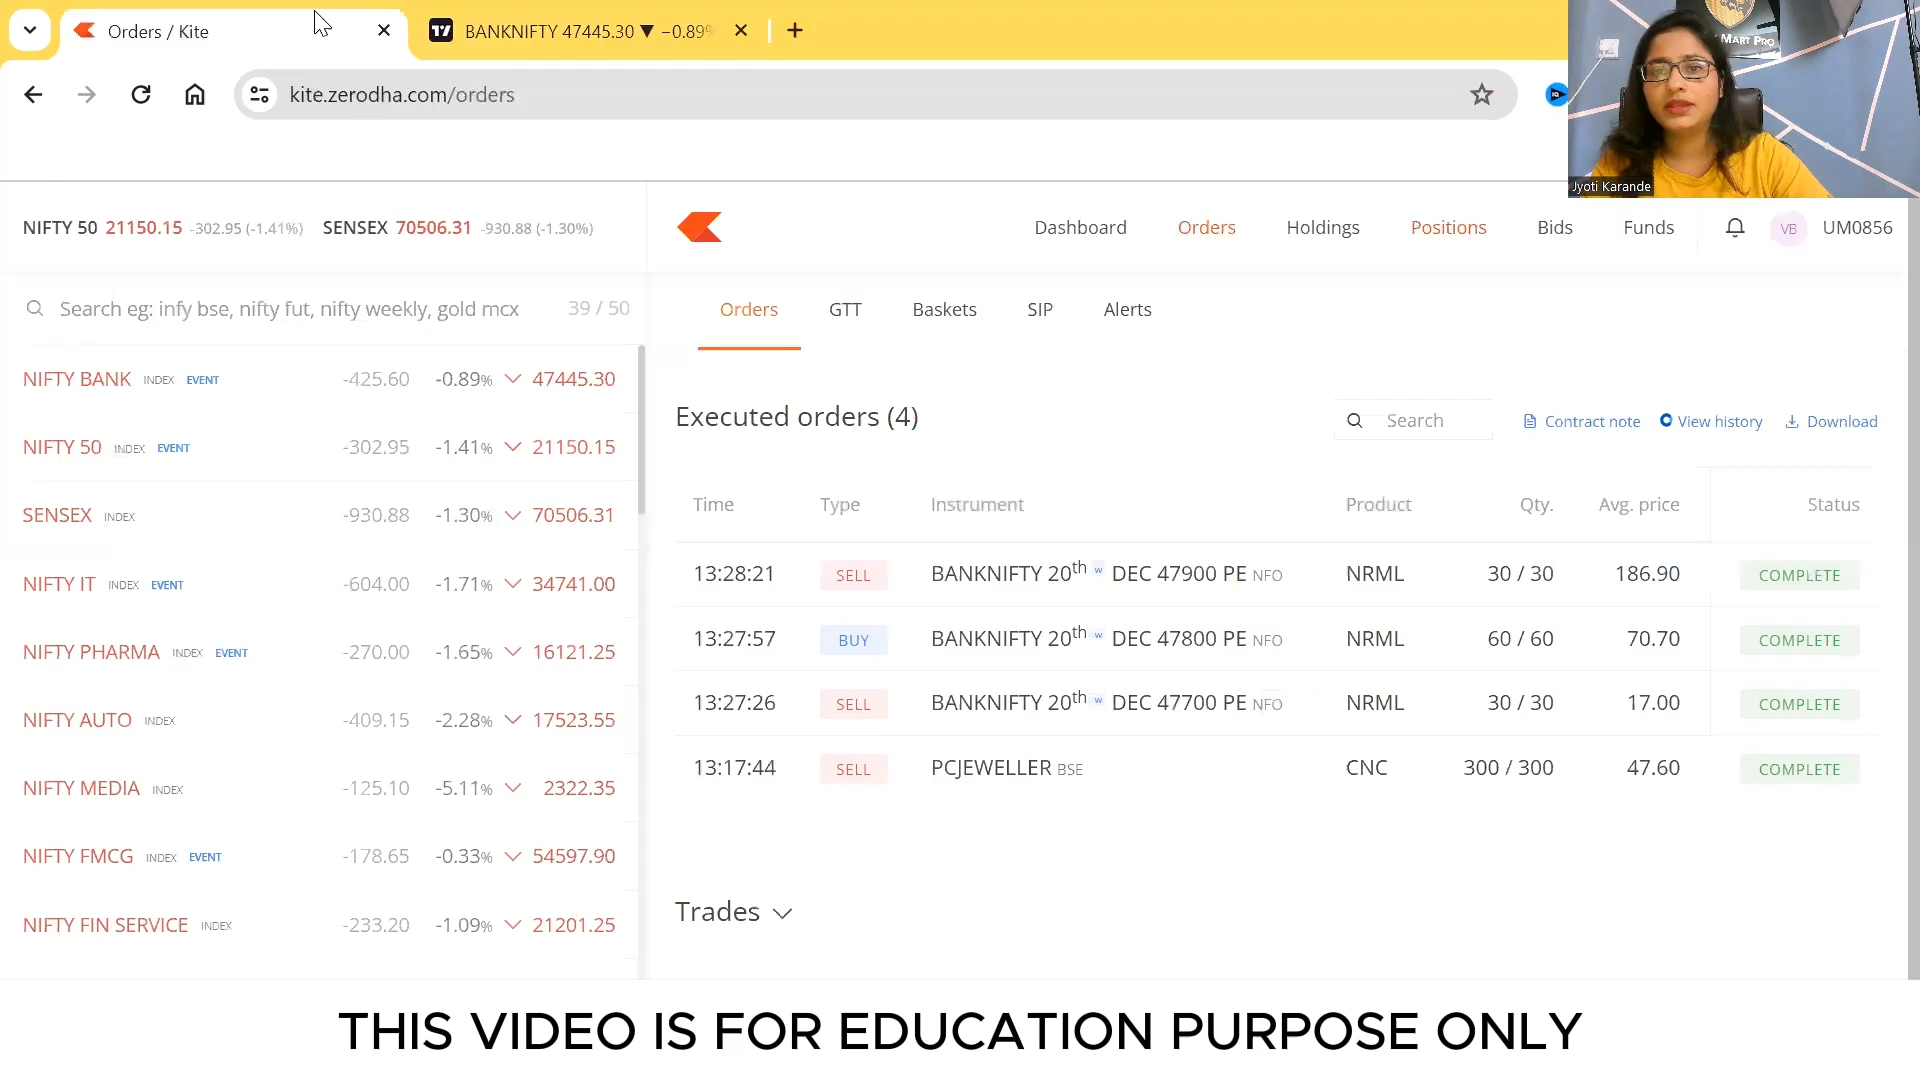 Orders / Kite
BANKNIFTY 47445.30 ▼ −0.89%
kite.zerodha.com/orders
MART PRO
Jyoti Karande
NIFTY 50 21150.15 -302.95 (-1.41%) SENSEX 70506.31 -930.88 (-1.30%)
Dashboard Orders Holdings Positions Bids Funds VB UM0856
Search eg: infy bse, nifty fut, nifty weekly, gold mcx 39 / 50
Orders GTT Baskets SIP Alerts
NIFTY BANK INDEX EVENT -425.60 -0.89% 47445.30
NIFTY 50 INDEX EVENT -302.95 -1.41% 21150.15
SENSEX INDEX -930.88 -1.30% 70506.31
NIFTY IT INDEX EVENT -604.00 -1.71% 34741.00
NIFTY PHARMA INDEX EVENT -270.00 -1.65% 16121.25
NIFTY AUTO INDEX -409.15 -2.28% 17523.55
NIFTY MEDIA INDEX -125.10 -5.11% 2322.35
NIFTY FMCG INDEX EVENT -178.65 -0.33% 54597.90
NIFTY FIN SERVICE INDEX -233.20 -1.09% 21201.25
Executed orders (4) Search Contract note View history Download
Time Type Instrument Product Qty. Avg. price Status
13:28:21 SELL BANKNIFTY 20th w DEC 47900 PE NFO NRML 30 / 30 186.90 COMPLETE
13:27:57 BUY BANKNIFTY 20th w DEC 47800 PE NFO NRML 60 / 60 70.70 COMPLETE
13:27:26 SELL BANKNIFTY 20th w DEC 47700 PE NFO NRML 30 / 30 17.00 COMPLETE
13:17:44 SELL PCJEWELLER BSE CNC 300 / 300 47.60 COMPLETE
Trades
THIS VIDEO IS FOR EDUCATION PURPOSE ONLY